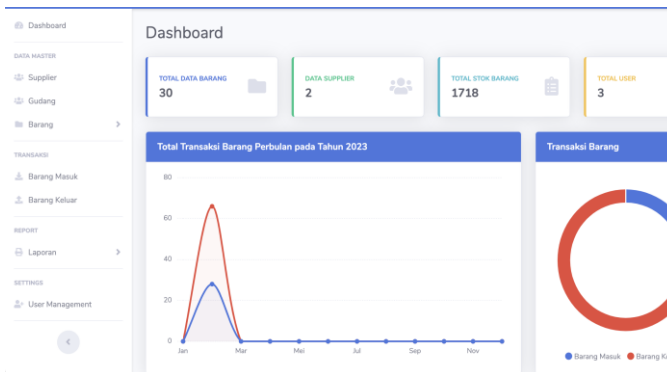 Dashboard
DATA MASTER
Supplier
Gudang
Barang
TRANSAKSI
Barang Masuk
Barang Keluar
REPORT
Laporan
SETTINGS
User Management
Dashboard
TOTAL DATA BARANG
30
DATA SUPPLIER
2
TOTAL STOK BARANG
1718
TOTAL USER
3
Total Transaksi Barang Perbulan pada Tahun 2023
80
60
40
20
0
Jan Mar Mei Jul Sep Nov
Transaksi Barang
Barang Masuk Barang